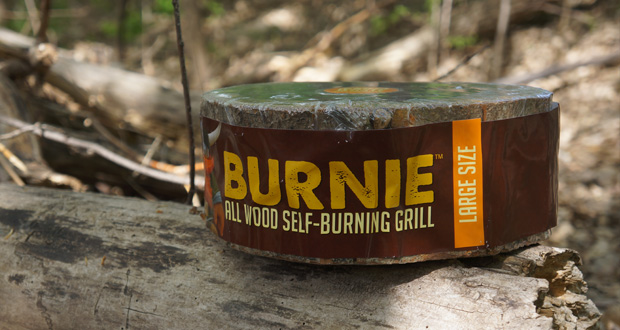 BURNIE™
ALL WOOD SELF-BURNING GRILL
LARGE SIZE